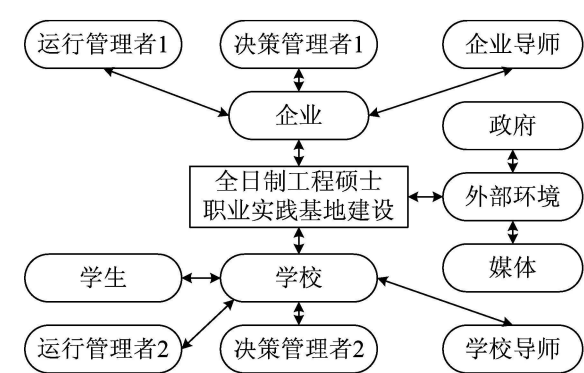 运行管理者1
决策管理者1
企业导师
企业
政府
全日制工程硕士
职业实践基地建设
外部环境
媒体
学生
学校
运行管理者2
决策管理者2
学校导师